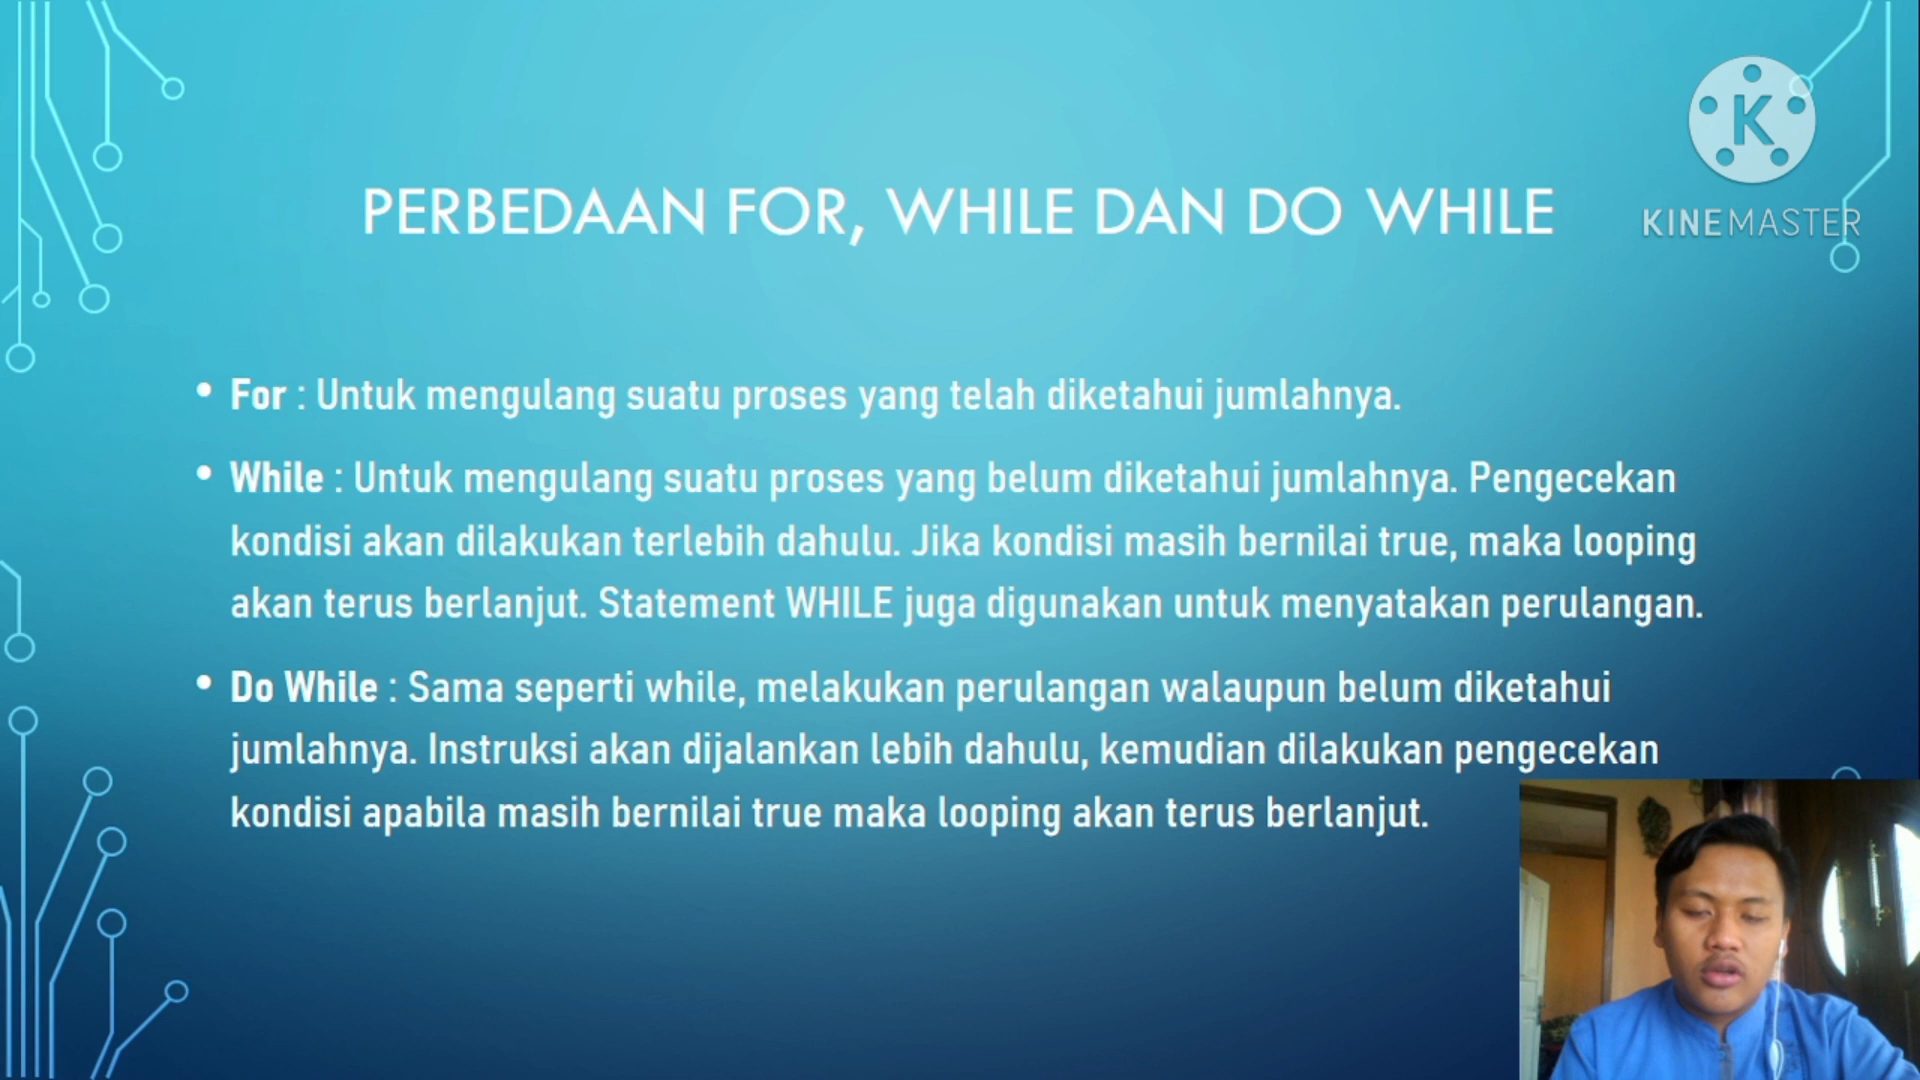 K
KINEMASTER
PERBEDAAN FOR, WHILE DAN DO WHILE
• For : Untuk mengulang suatu proses yang telah diketahui jumlahnya.
• While : Untuk mengulang suatu proses yang belum diketahui jumlahnya. Pengecekan
kondisi akan dilakukan terlebih dahulu. Jika kondisi masih bernilai true, maka looping
akan terus berlanjut. Statement WHILE juga digunakan untuk menyatakan perulangan.
• Do While : Sama seperti while, melakukan perulangan walaupun belum diketahui
jumlahnya. Instruksi akan dijalankan lebih dahulu, kemudian dilakukan pengecekan
kondisi apabila masih bernilai true maka looping akan terus berlanjut.